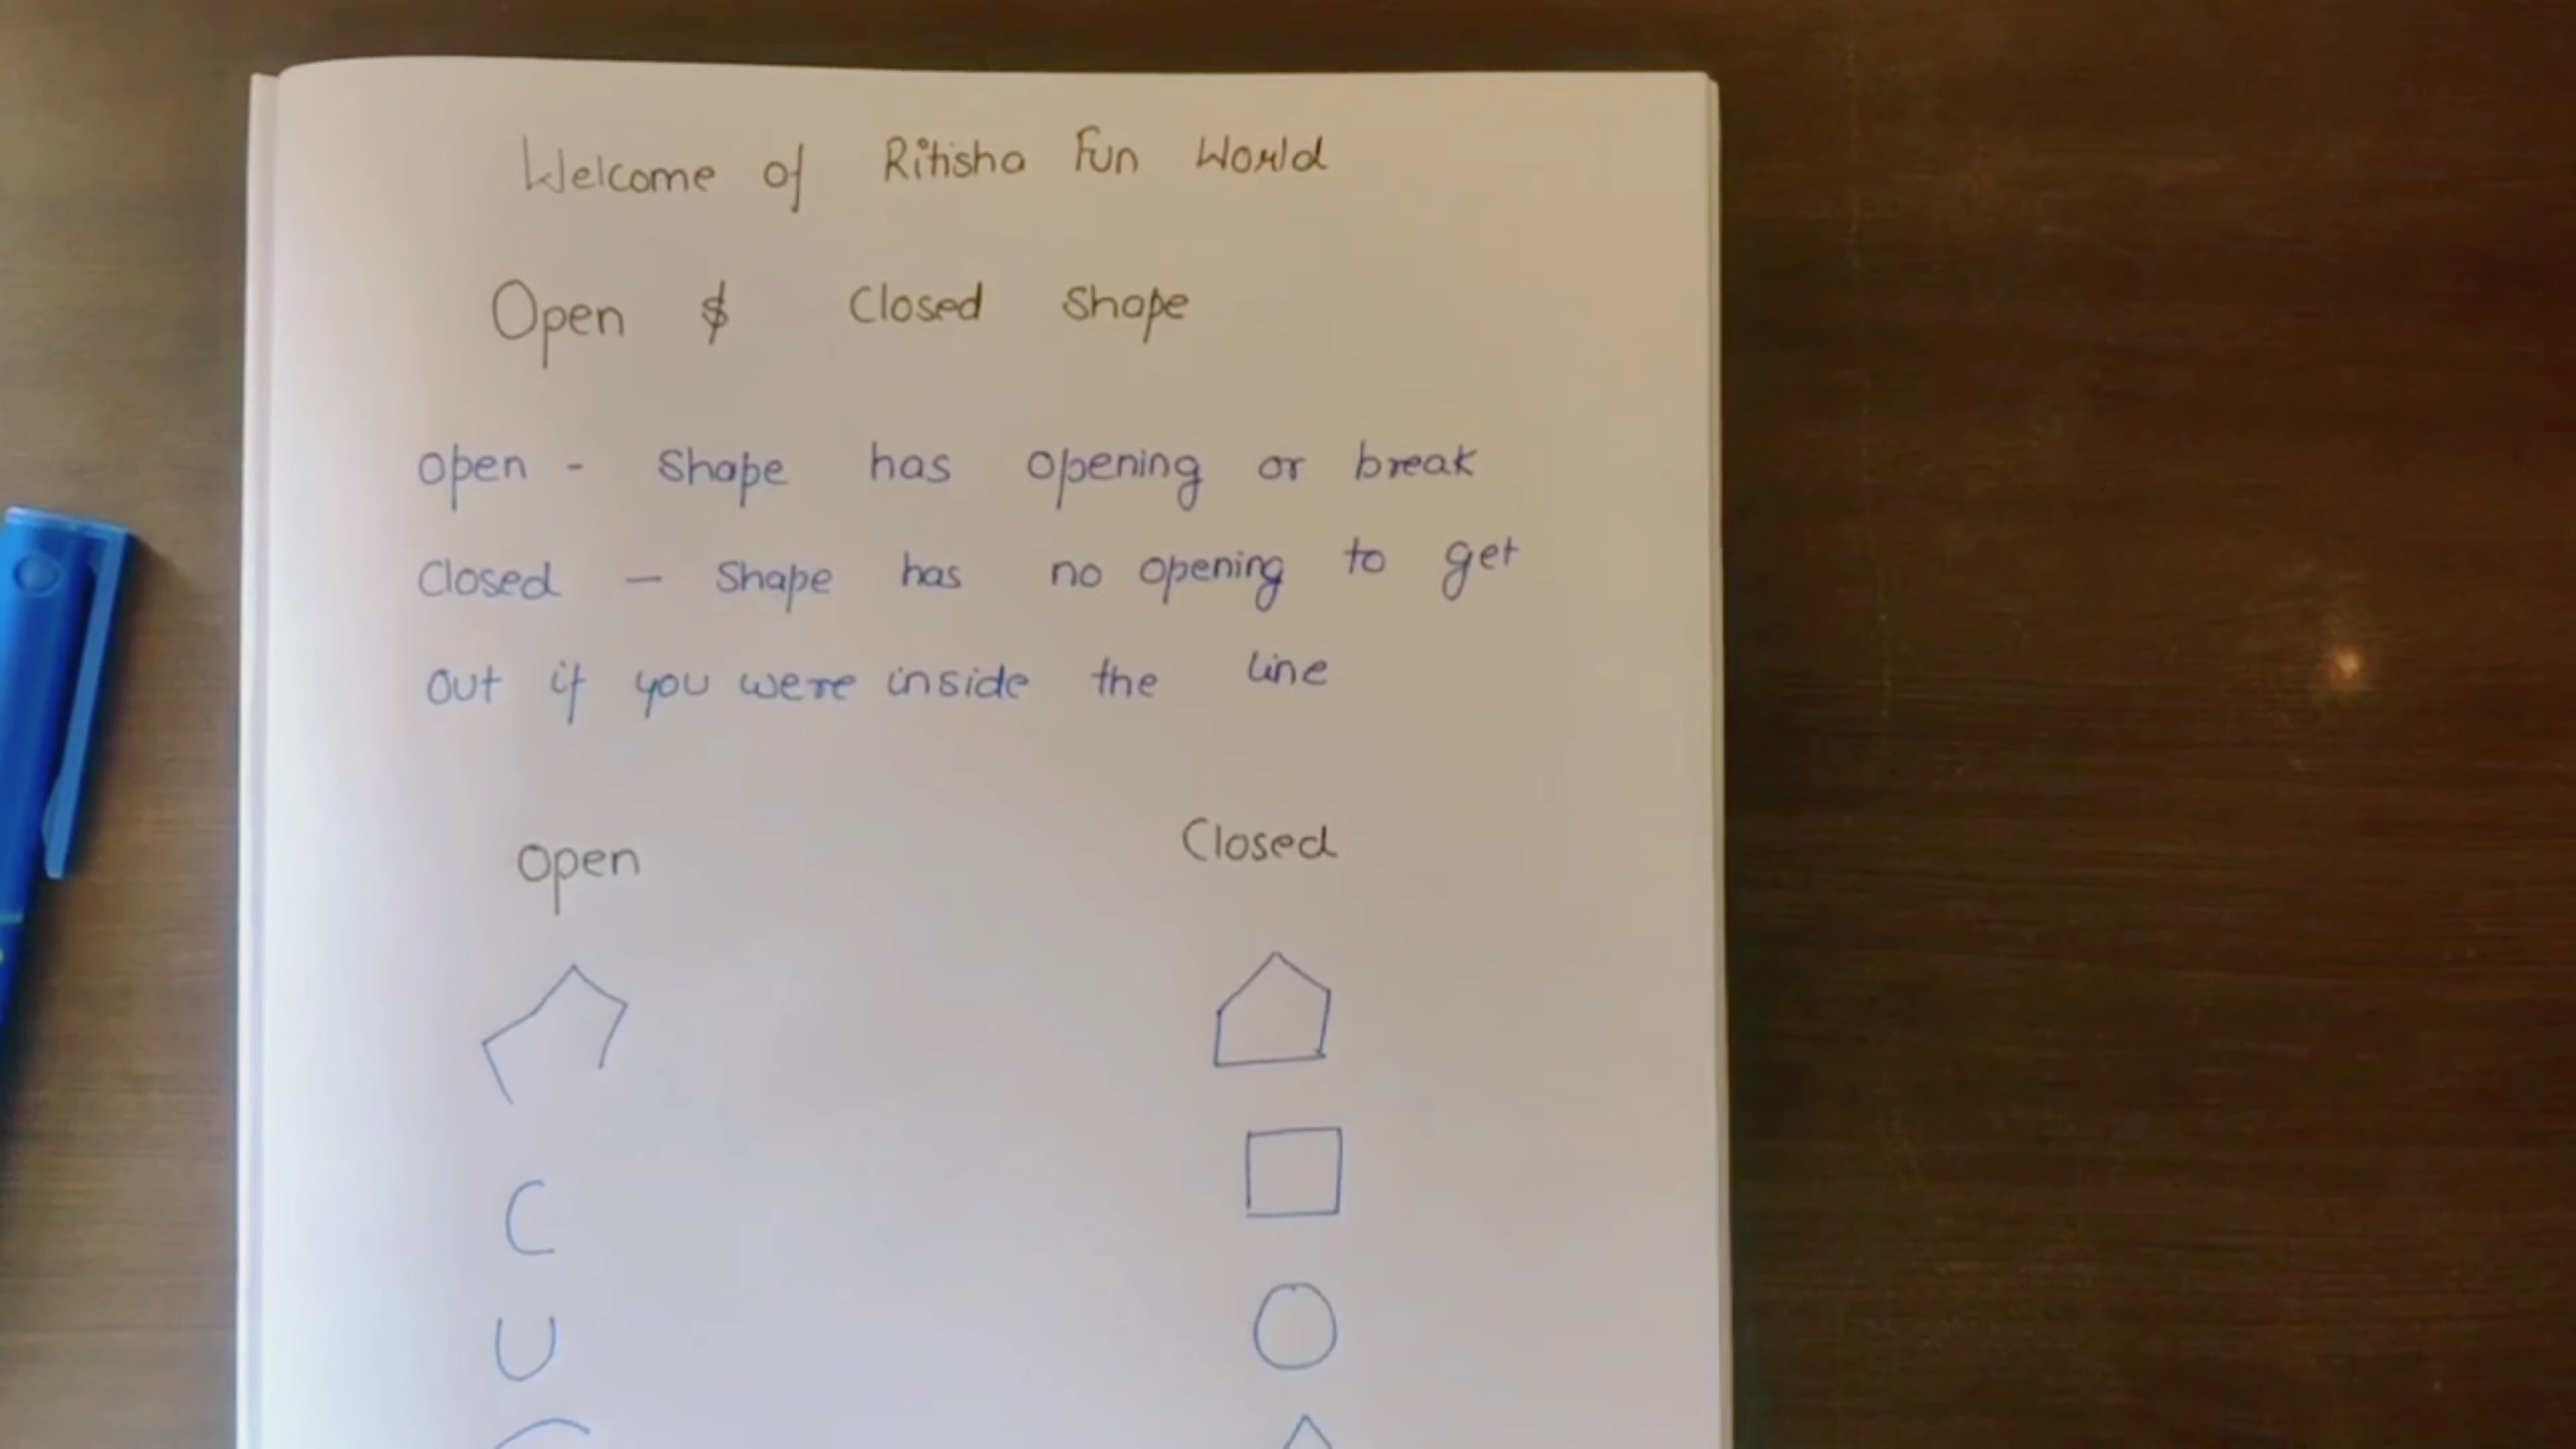 Welcome of Ritisha Fun World
Open $ Closed Shape
open - Shape has opening or break
Closed - Shape has no opening to get
out if you were inside the line
Open Closed
C
U